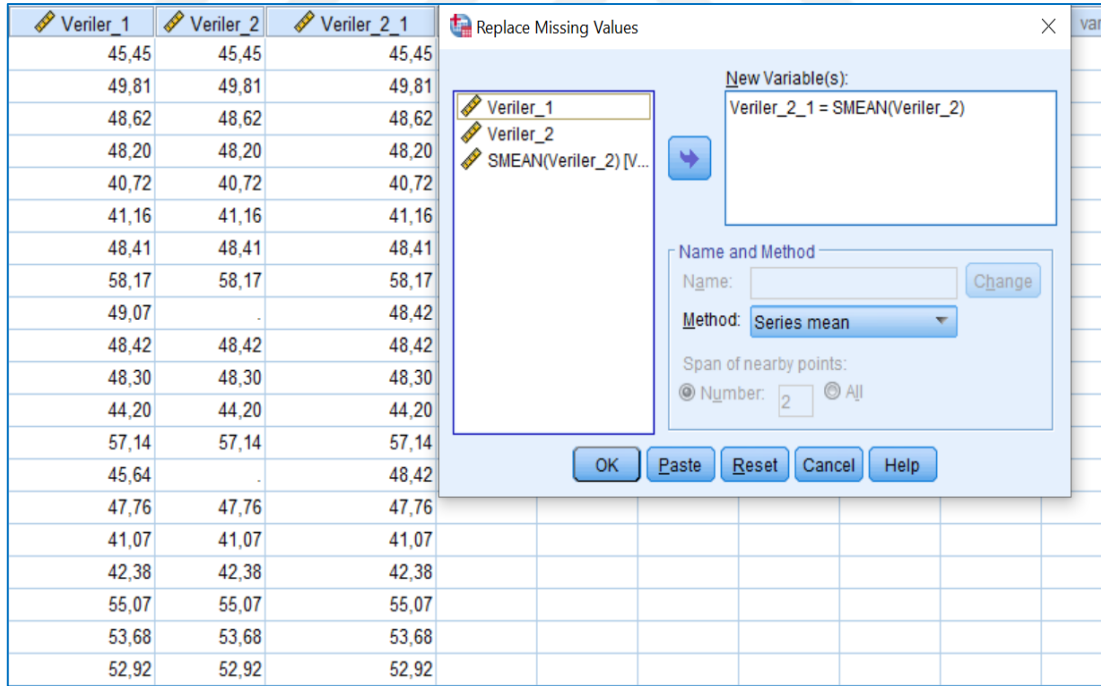 Veriler_1 Veriler_2 Veriler_2_1
45,45 45,45 45,45
49,81 49,81 49,81
48,62 48,62 48,62
48,20 48,20 48,20
40,72 40,72 40,72
41,16 41,16 41,16
48,41 48,41 48,41
58,17 58,17 58,17
49,07 . 48,42
48,42 48,42 48,42
48,30 48,30 48,30
44,20 44,20 44,20
57,14 57,14 57,14
45,64 . 48,42
47,76 47,76 47,76
41,07 41,07 41,07
42,38 42,38 42,38
55,07 55,07 55,07
53,68 53,68 53,68
52,92 52,92 52,92
Replace Missing Values
var
Veriler_1
Veriler_2
SMEAN(Veriler_2) [V...
New Variable(s):
Veriler_2_1 = SMEAN(Veriler_2)
Name and Method
Name:
Change
Method: Series mean
Span of nearby points:
Number: 2 All
OK Paste Reset Cancel Help